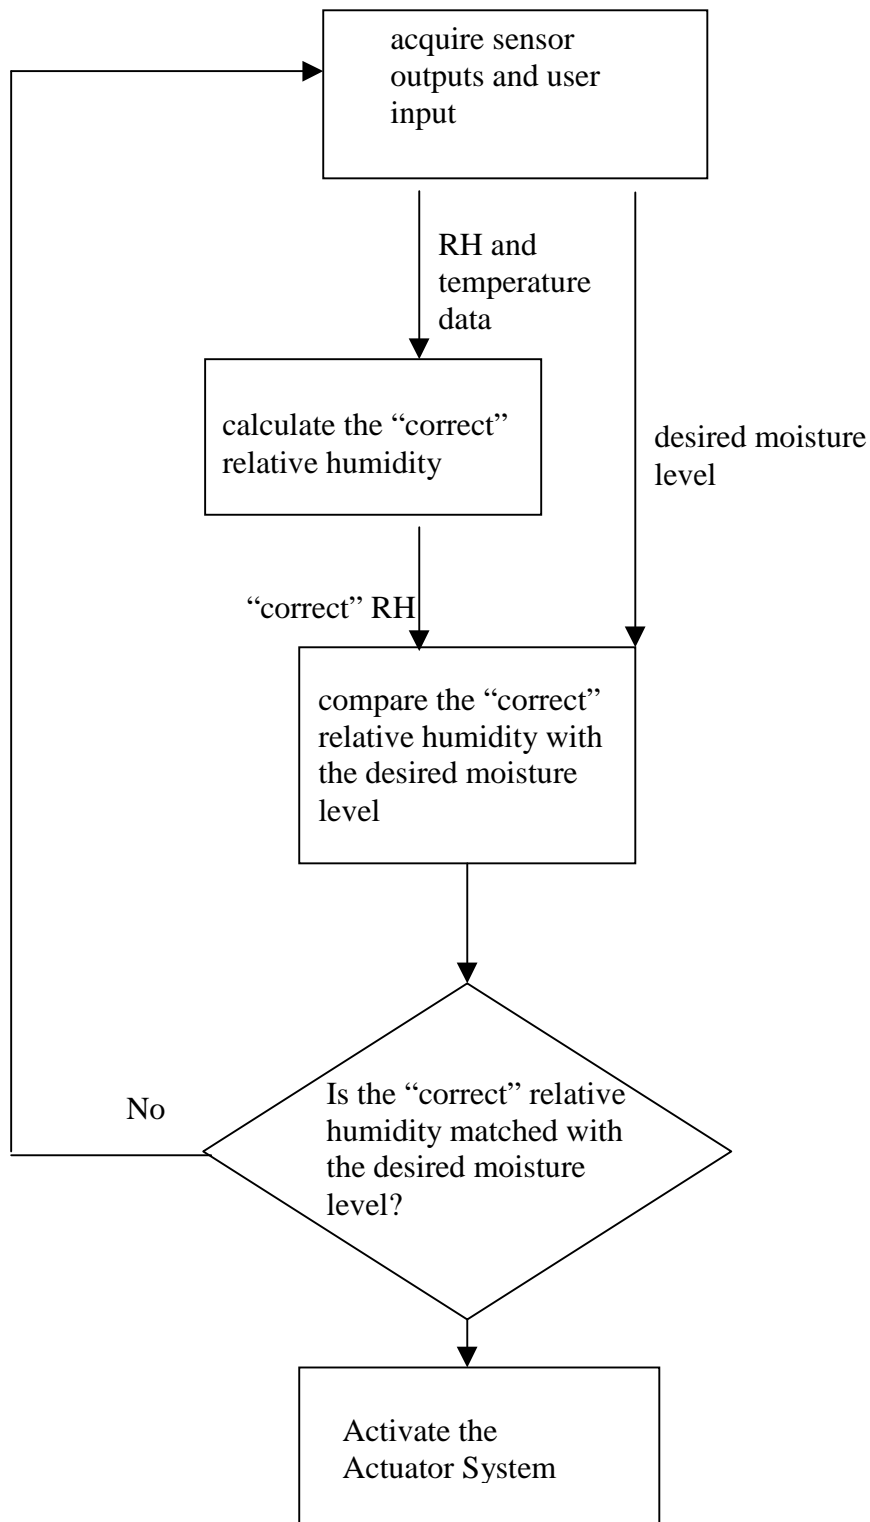 acquire sensor
outputs and user
input
RH and
temperature
data
calculate the “correct”
relative humidity
desired moisture
level
“correct” RH
compare the “correct”
relative humidity with
the desired moisture
level
No
Is the “correct” relative
humidity matched with
the desired moisture
level?
Activate the
Actuator System